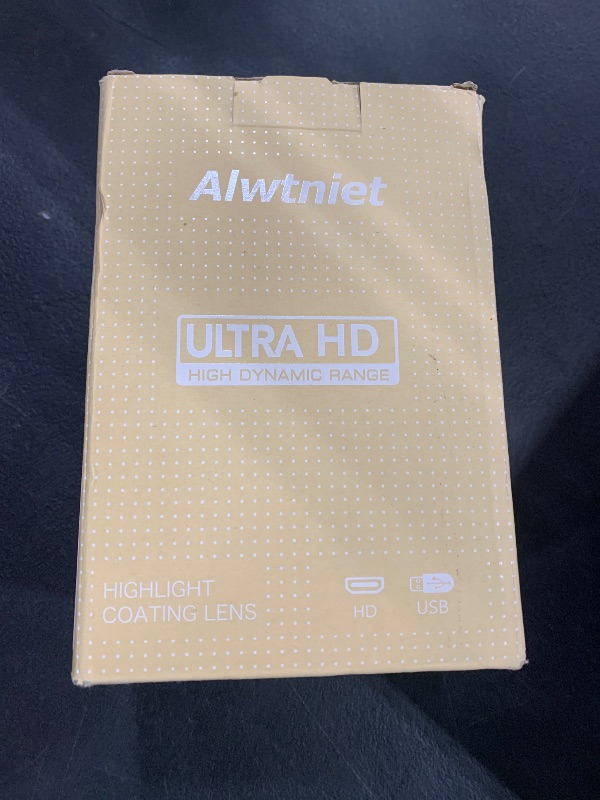 Alwtniet
ULTRA HD
HIGH DYNAMIC RANGE
HIGHLIGHT
COATING LENS
HD
USB